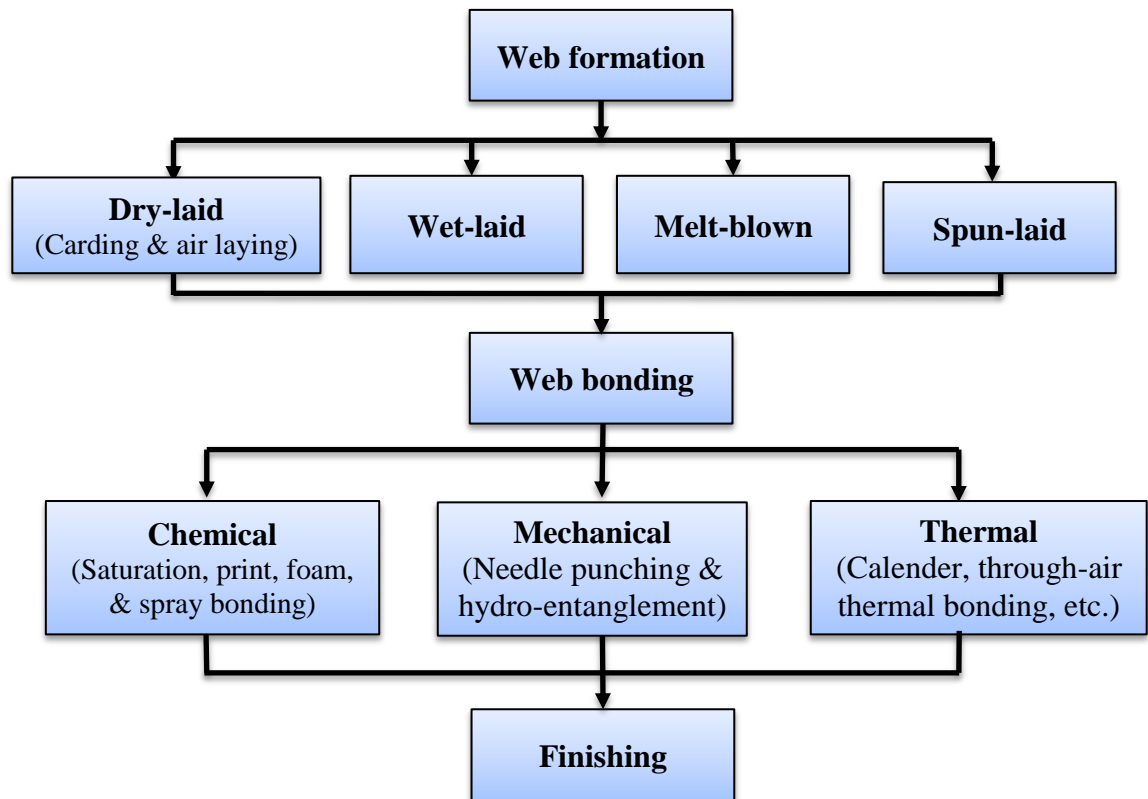 Web formation
Dry-laid
(Carding & air laying)
Wet-laid
Melt-blown
Spun-laid
Web bonding
Chemical
(Saturation, print, foam,
& spray bonding)
Mechanical
(Needle punching &
hydro-entanglement)
Thermal
(Calender, through-air
thermal bonding, etc.)
Finishing